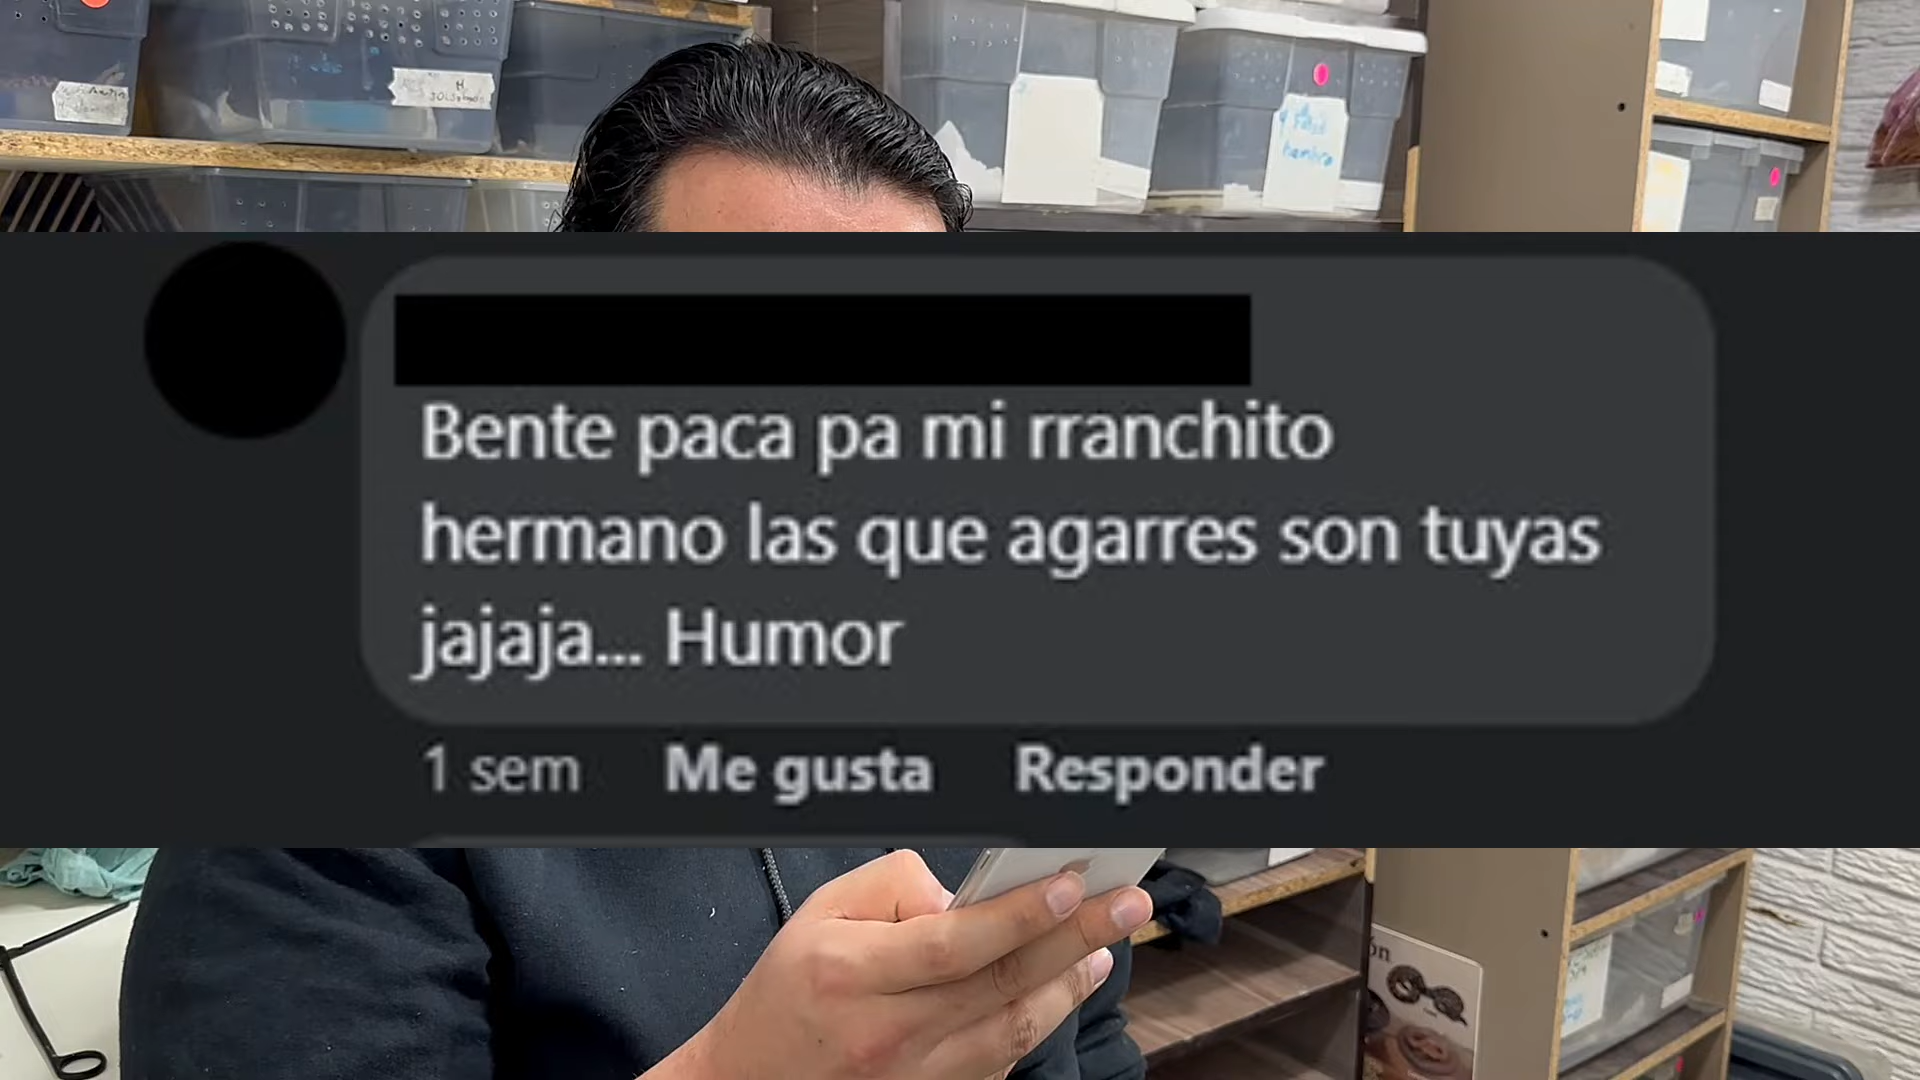 Bente paca pa mi rranchito
hermano las que agarres son tuyas
jajaja... Humor
1 sem Me gusta Responder